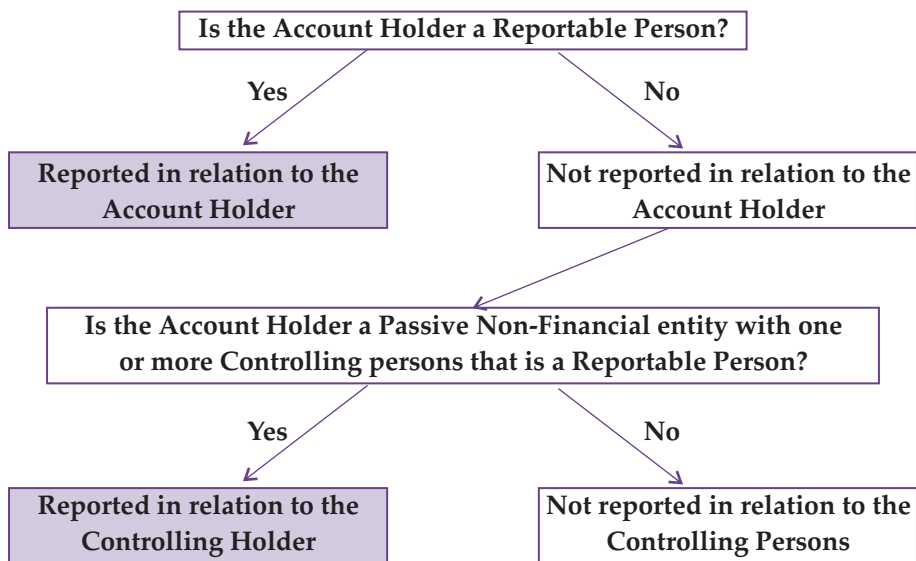 Is the Account Holder a Reportable Person?
Yes
No
Reported in relation to the
Account Holder
Not reported in relation to the
Account Holder
Is the Account Holder a Passive Non-Financial entity with one
or more Controlling persons that is a Reportable Person?
Yes
No
Reported in relation to the
Controlling Holder
Not reported in relation to the
Controlling Persons